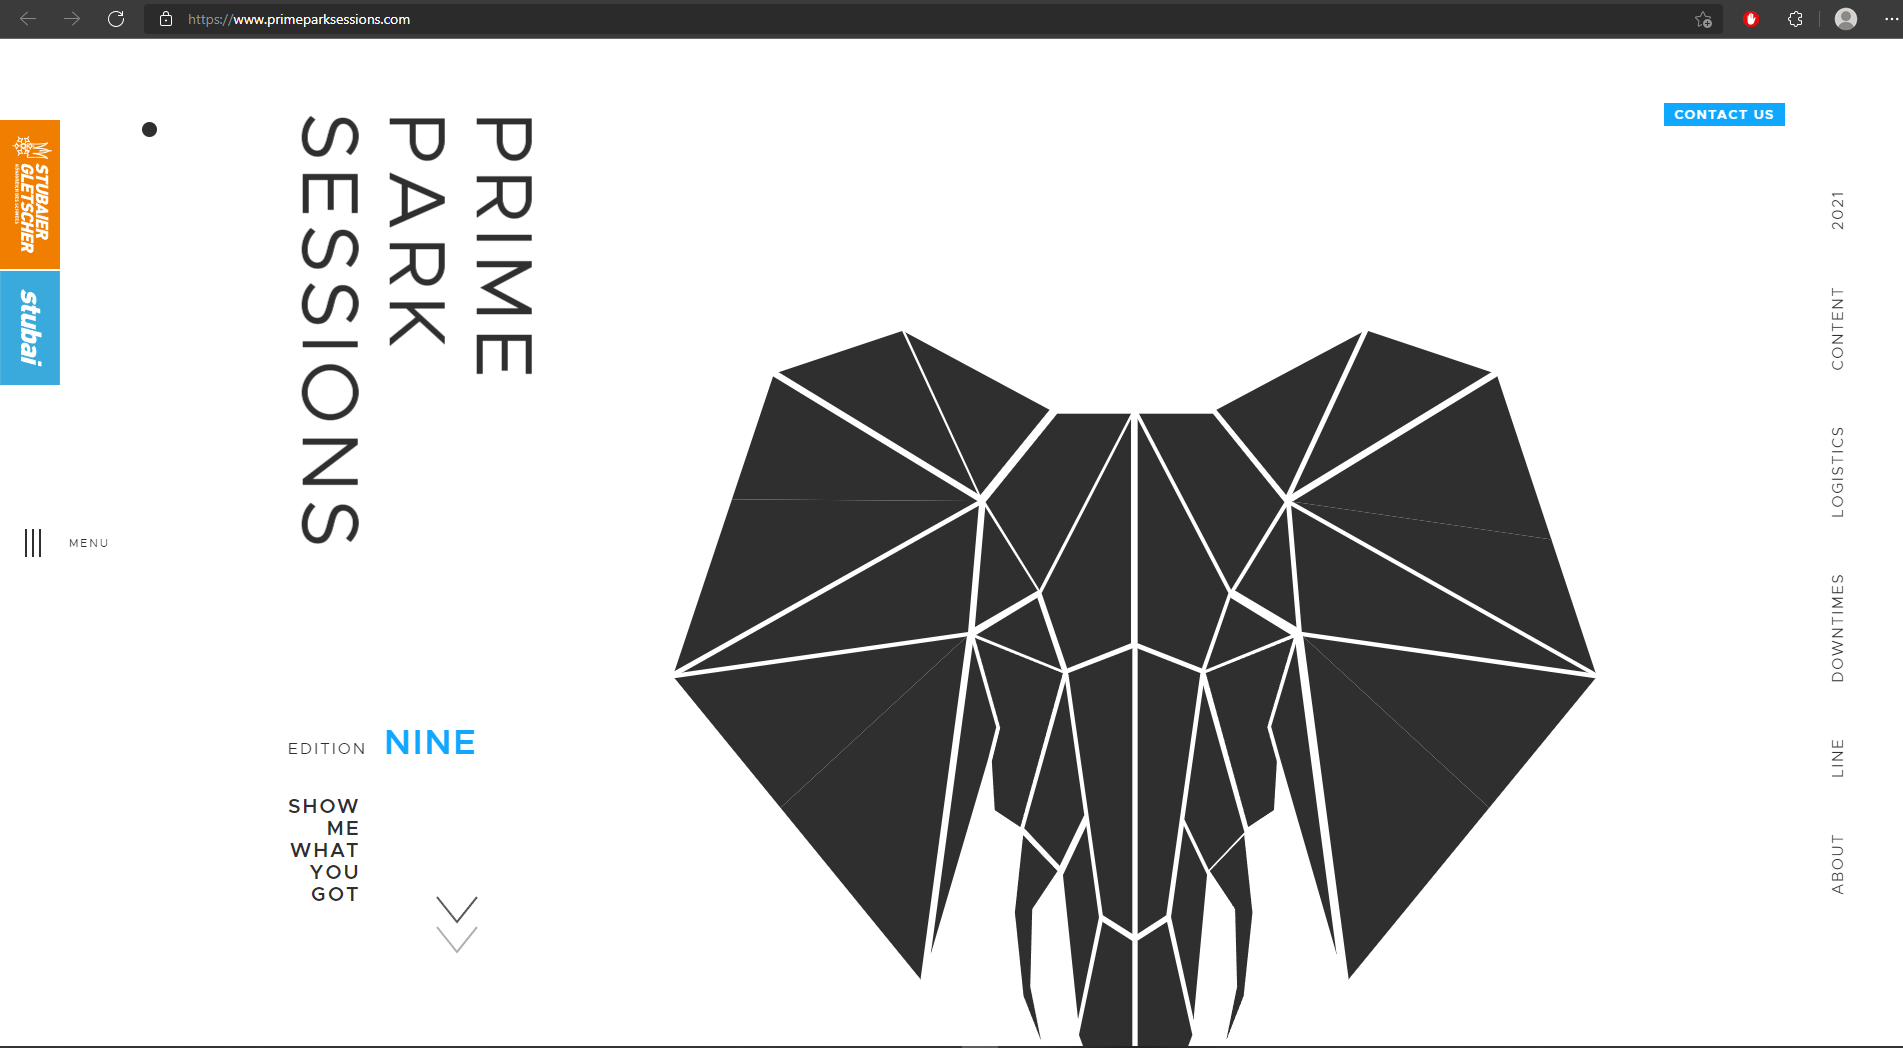 https://www.primeparksessions.com
CONTACT US
STUBAIER
GLETSCHER
stubai
PRIME
PARK
SESSIONS
MENU
EDITION NINE
SHOW
ME
WHAT
YOU
GOT
2021
CONTENT
LOGISTICS
DOWNTIMES
LINE
ABOUT